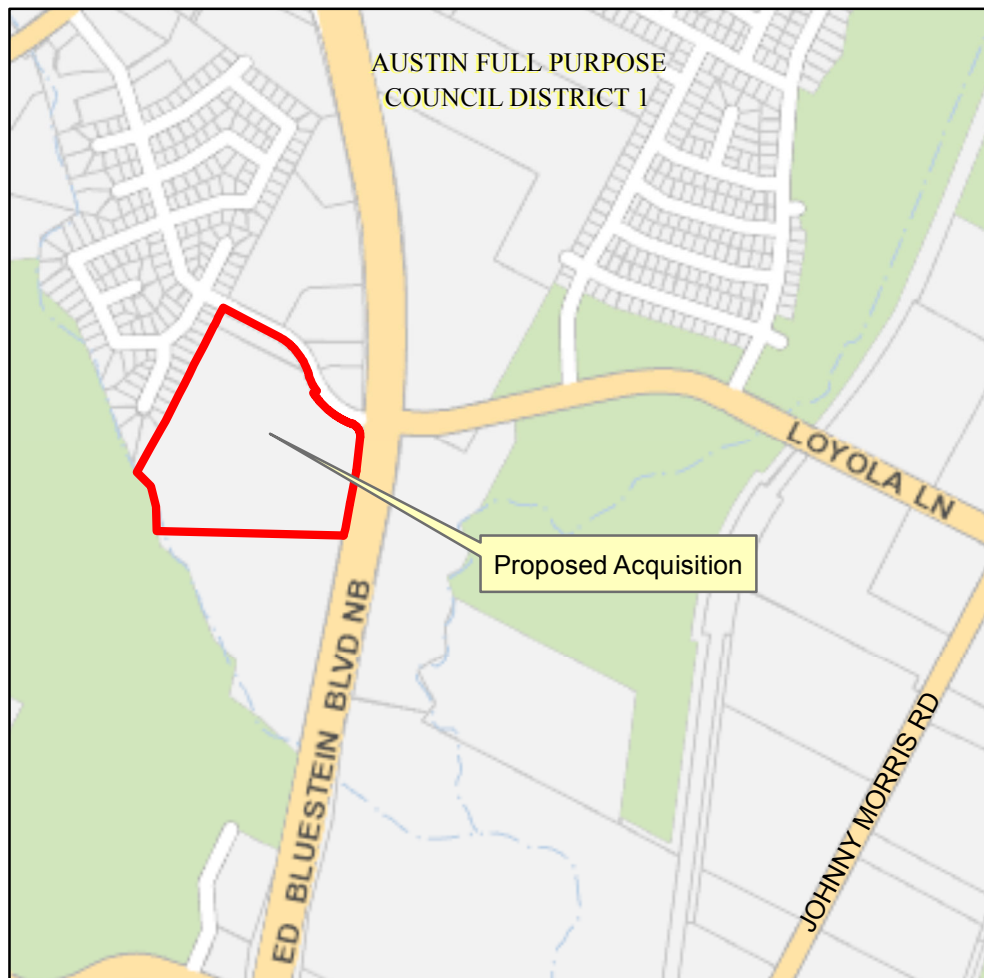 AUSTIN FULL PURPOSE
COUNCIL DISTRICT 1
LOYOLA LN
Proposed Acquisition
ED BLUESTEIN BLVD NB
JOHNNY MORRIS RD